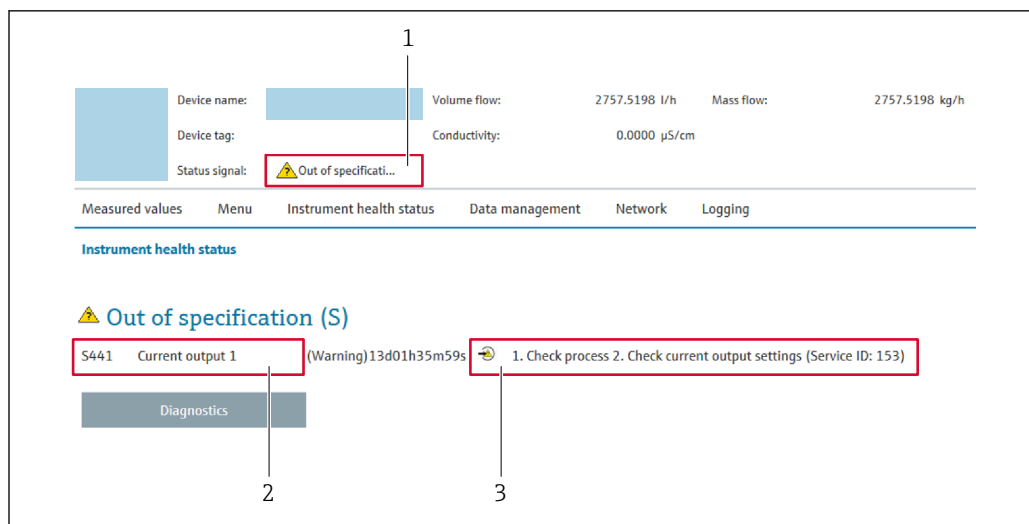 1
Device name: Volume flow: 2757.5198 l/h Mass flow: 2757.5198 kg/h
Device tag: Conductivity: 0.0000 µS/cm
Status signal: Out of specificati...
Measured values Menu Instrument health status Data management Network Logging
Instrument health status
Out of specification (S)
S441 Current output 1 (Warning)13d01h35m59s 1. Check process 2. Check current output settings (Service ID: 153)
Diagnostics
2 3